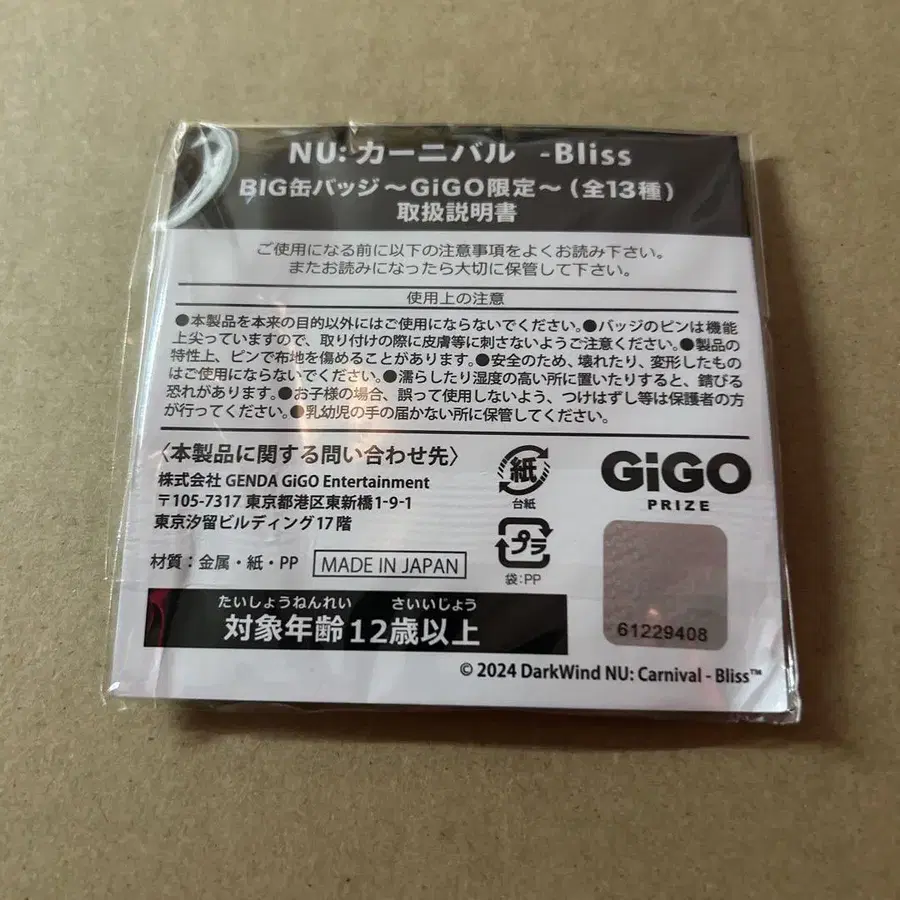 NU: カーニバル -Bliss
BIG缶バッジ～GiGO限定～（全13種）
取扱説明書
ご使用になる前に以下の注意事項をよくお読み下さい。
またお読みになったら大切に保管して下さい。
使用上の注意
●本製品を本来の目的以外にはご使用にならないでください。●バッジのピンは機能
上尖っていますので、取り付けの際に皮膚等に刺さないようご注意ください。●製品の
特性上、ピンで布地を傷めることがあります。●安全のため、壊れたり、変形したもの
はご使用にならないでください。●濡らしたり湿度の高い所に置いたりすると、錆びる
恐れがあります。●お子様の場合、誤って使用しないよう、つけはずし等は保護者の方
が行ってください。●乳幼児の手の届かない所に保管してください。
〈本製品に関する問い合わせ先〉
株式会社 GENDA GiGO Entertainment
〒105-7317 東京都港区東新橋1-9-1
東京汐留ビルディング17階
紙
台紙
プラ
袋:PP
GiGO
PRIZE
材質：金属・紙・PP
MADE IN JAPAN
たいしょうねんれい さいいじょう
対象年齢12歳以上
61229408
© 2024 DarkWind NU: Carnival - Bliss™